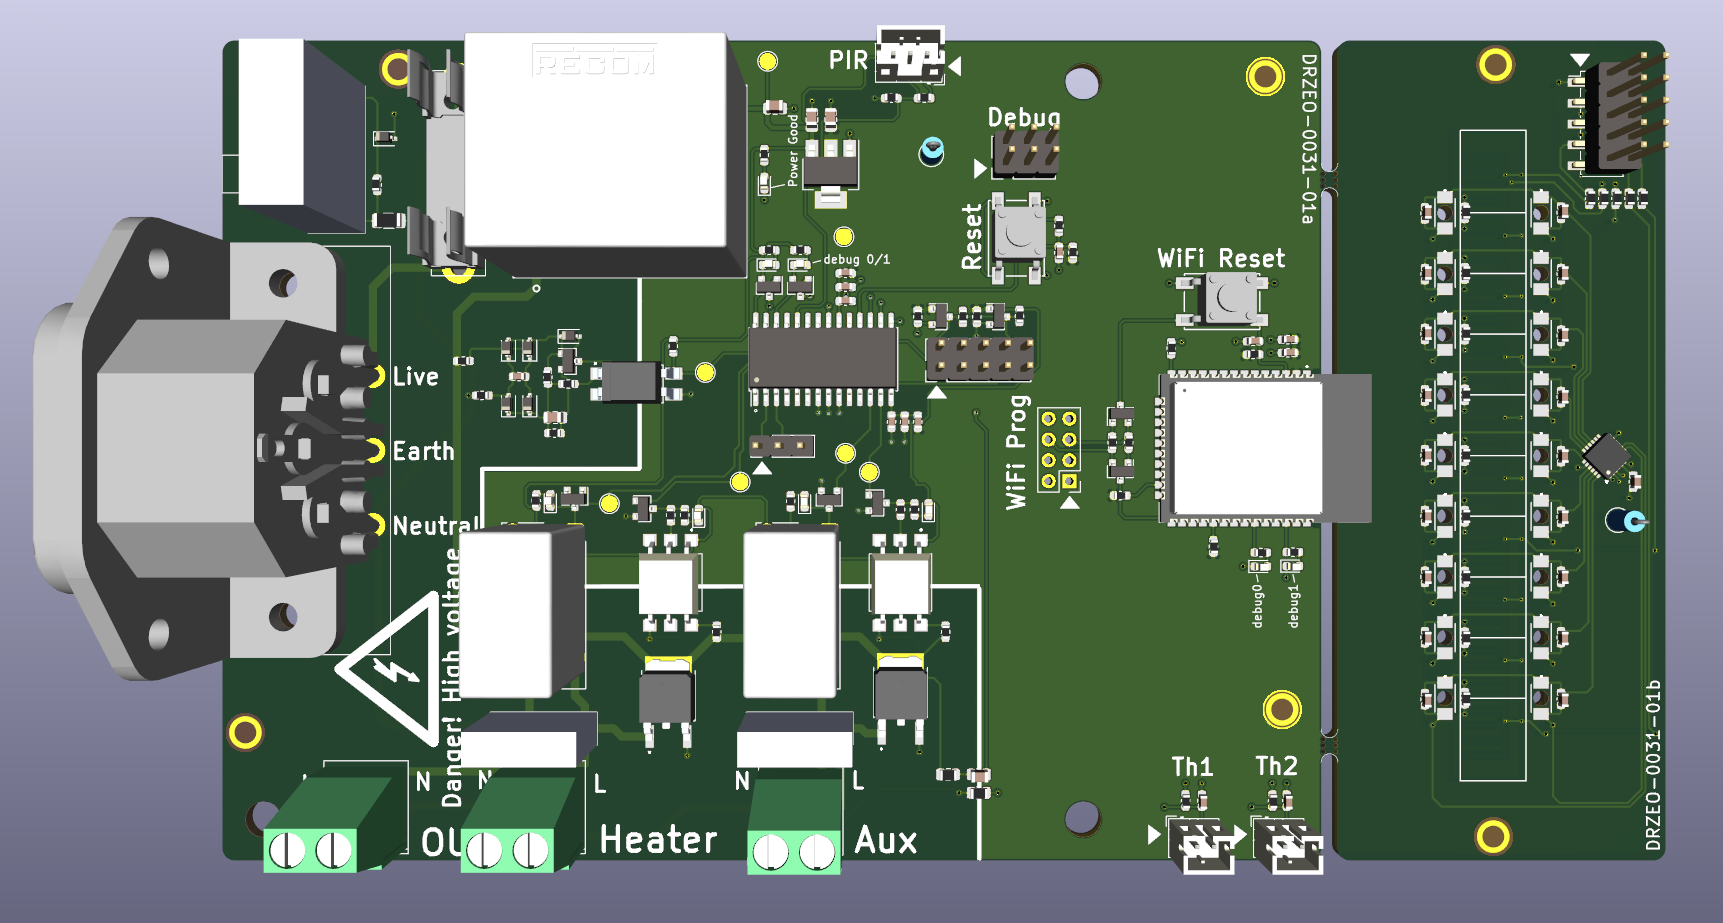 RECOM
PIR
Power Good
Debug
DRZEO-0031-01a
Reset
debug 0/1
WiFi Reset
Live
Earth
Neutral
WiFi Prog
Danger! High voltage
debug0
debug1
Th1
Th2
DRZEO-0031-01b
N
N
L
N
L
Heater
Aux